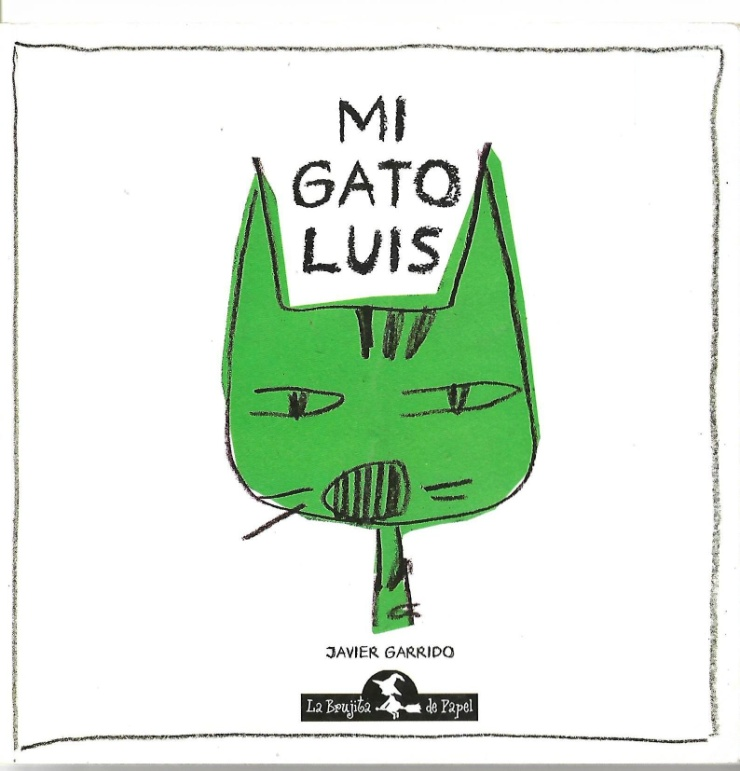 MI
GATO
LUIS
JAVIER GARRIDO
La Brujita de Papel